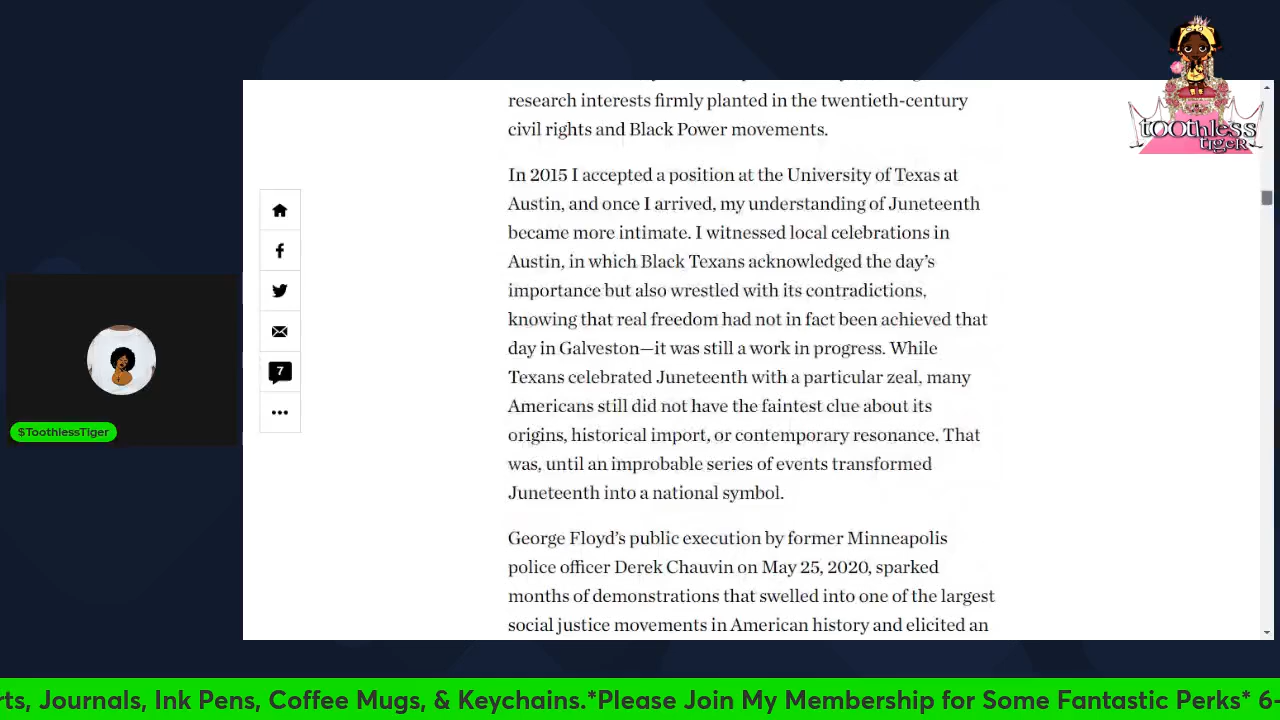 research interests firmly planted in the twentieth-century
civil rights and Black Power movements.
In 2015 I accepted a position at the University of Texas at
Austin, and once I arrived, my understanding of Juneteenth
became more intimate. I witnessed local celebrations in
Austin, in which Black Texans acknowledged the day’s
importance but also wrestled with its contradictions,
knowing that real freedom had not in fact been achieved that
day in Galveston—it was still a work in progress. While
Texans celebrated Juneteenth with a particular zeal, many
Americans still did not have the faintest clue about its
origins, historical import, or contemporary resonance. That
was, until an improbable series of events transformed
Juneteenth into a national symbol.
George Floyd’s public execution by former Minneapolis
police officer Derek Chauvin on May 25, 2020, sparked
months of demonstrations that swelled into one of the largest
social justice movements in American history and elicited an
7
$ToothlessTiger
toothless
tigeR
rts, Journals, Ink Pens, Coffee Mugs, & Keychains.*Please Join My Membership for Some Fantastic Perks* 6-